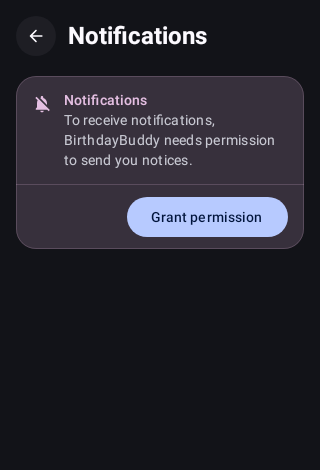 Notifications
Notifications
To receive notifications,
BirthdayBuddy needs permission
to send you notices.
Grant permission